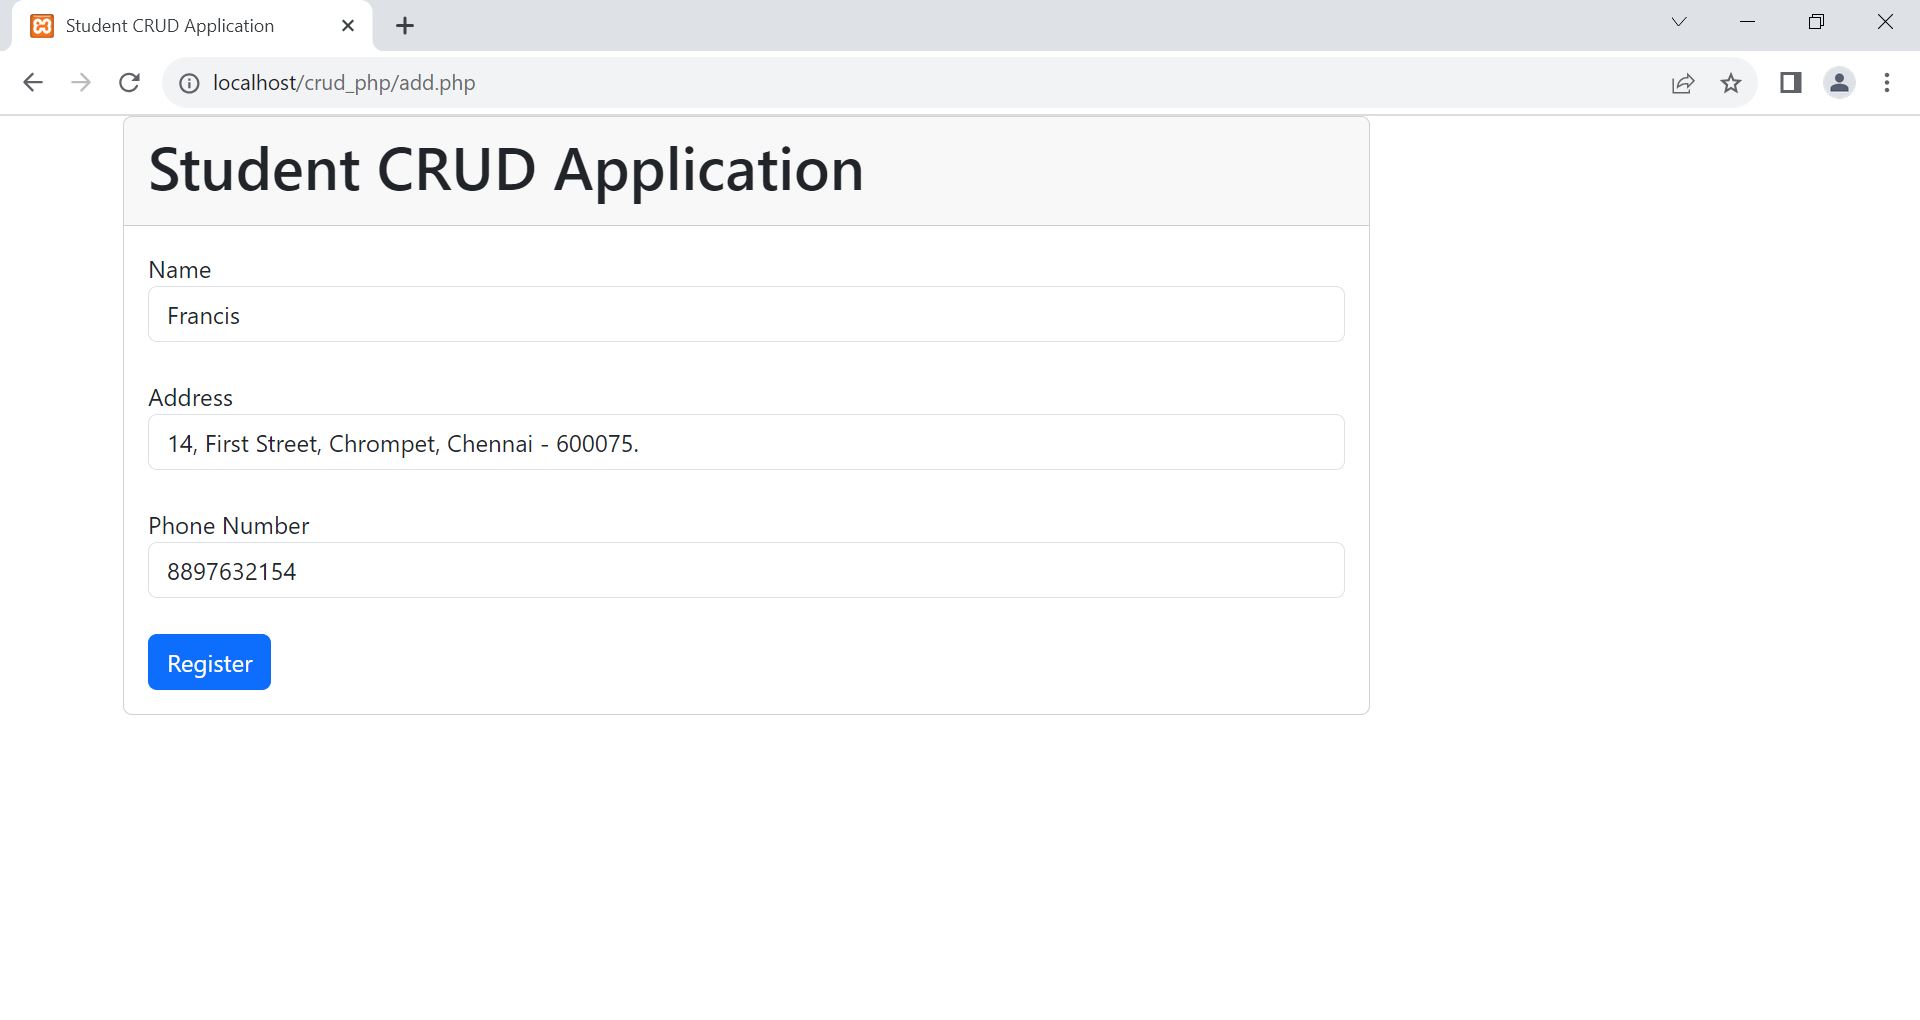 Student CRUD Application
localhost/crud_php/add.php
Student CRUD Application
Name
Francis
Address
14, First Street, Chrompet, Chennai - 600075.
Phone Number
8897632154
Register